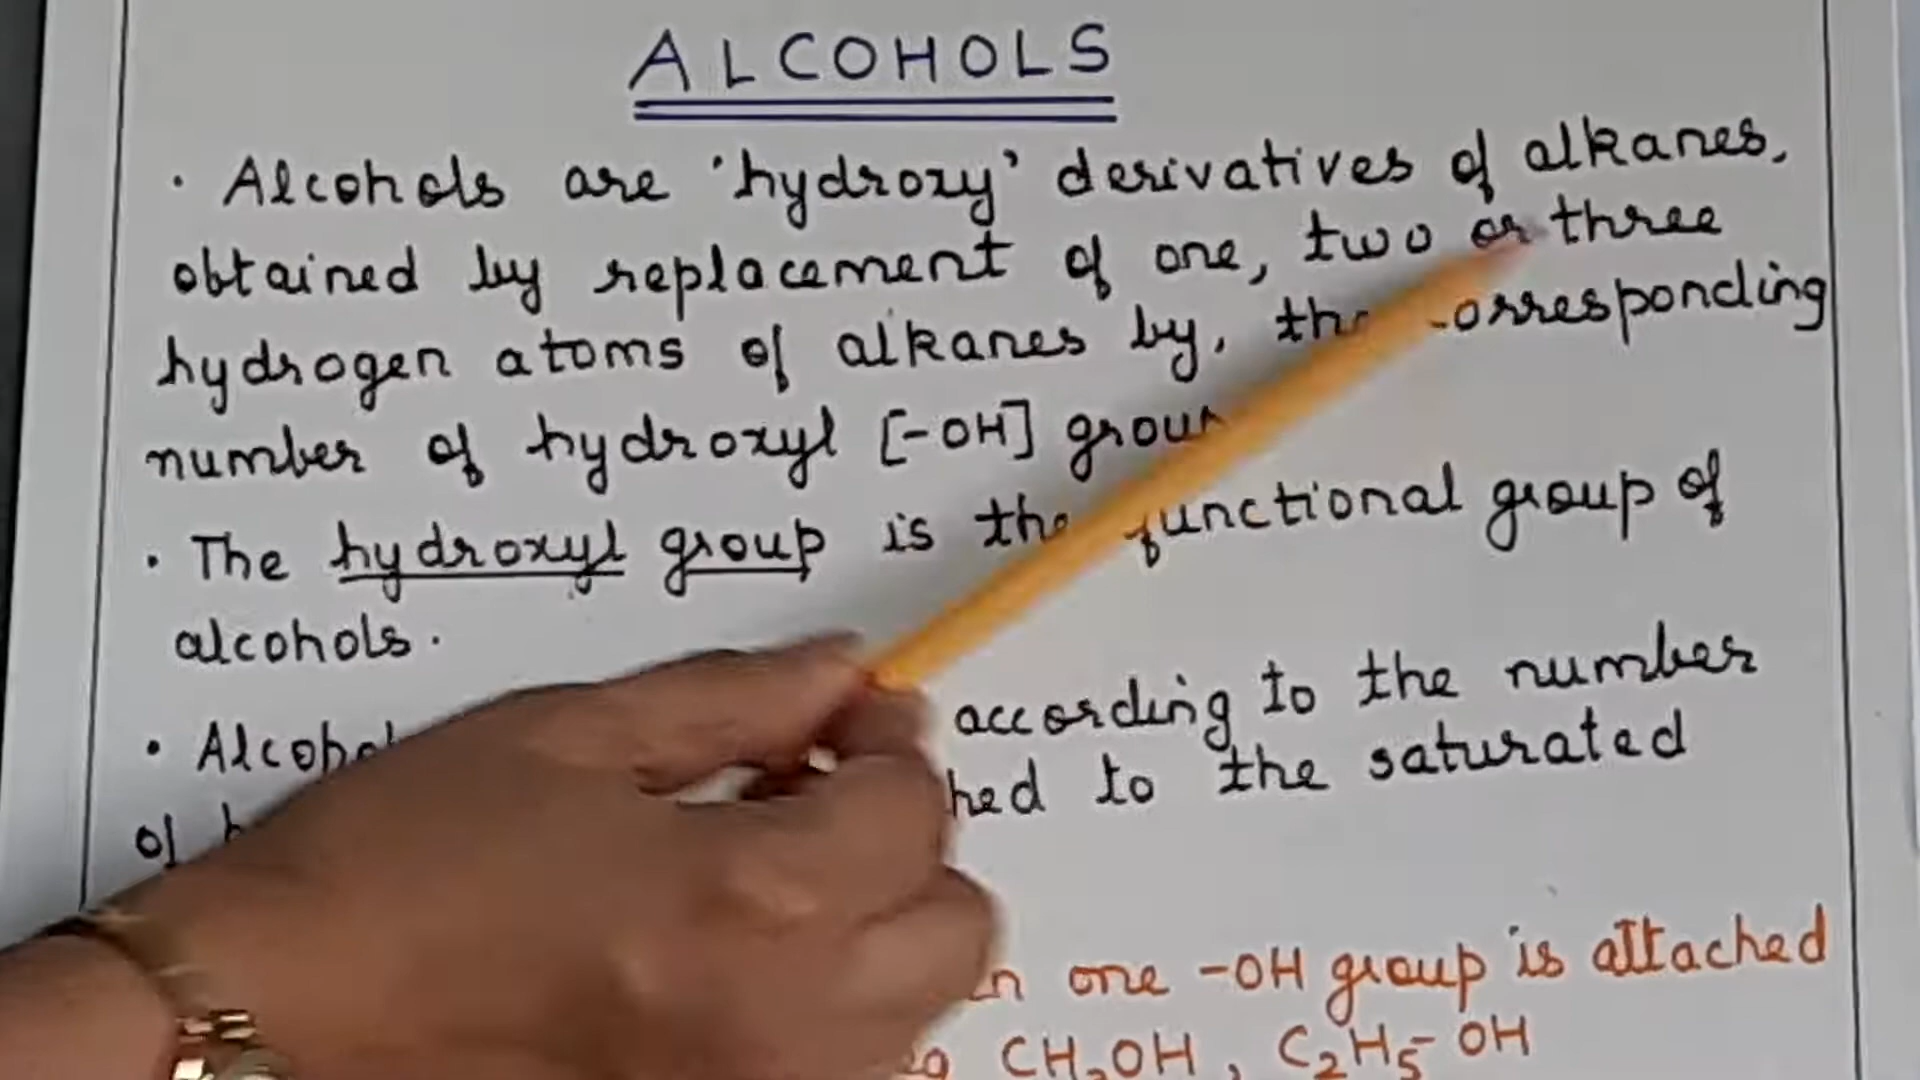 ALCOHOLS
· Alcohols are 'hydroxy' derivatives of alkanes,
obtained by replacement of one, two or three
hydrogen atoms of alkanes by, the corresponding
number of hydroxyl [-OH] group
· The hydroxyl group is the functional group of
alcohols.
· according to the number
of to the saturated
one -OH group is attached
CH3OH, C2H5-OH